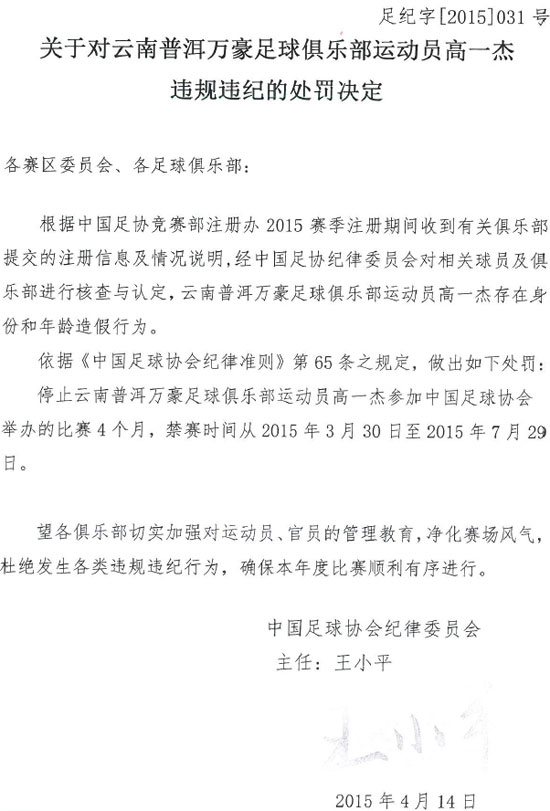 足纪字[2015]031 号
关于对云南普洱万豪足球俱乐部运动员高一杰
违规违纪的处罚决定
各赛区委员会、各足球俱乐部：
根据中国足协竞赛部注册办 2015 赛季注册期间收到有关俱乐部
提交的注册信息及情况说明，经中国足协纪律委员会对相关球员及俱
乐部进行核查与认定，云南普洱万豪足球俱乐部运动员高一杰存在身
份和年龄造假行为。
依据《中国足球协会纪律准则》第 65 条之规定，做出如下处罚：
停止云南普洱万豪足球俱乐部运动员高一杰参加中国足球协会
举办的比赛 4 个月，禁赛时间从 2015 年 3 月 30 日至 2015 年 7 月 29
日。
望各俱乐部切实加强对运动员、官员的管理教育，净化赛场风气，
杜绝发生各类违规违纪行为，确保本年度比赛顺利有序进行。
中国足球协会纪律委员会
主任：王小平
王小平
2015 年 4 月 14 日